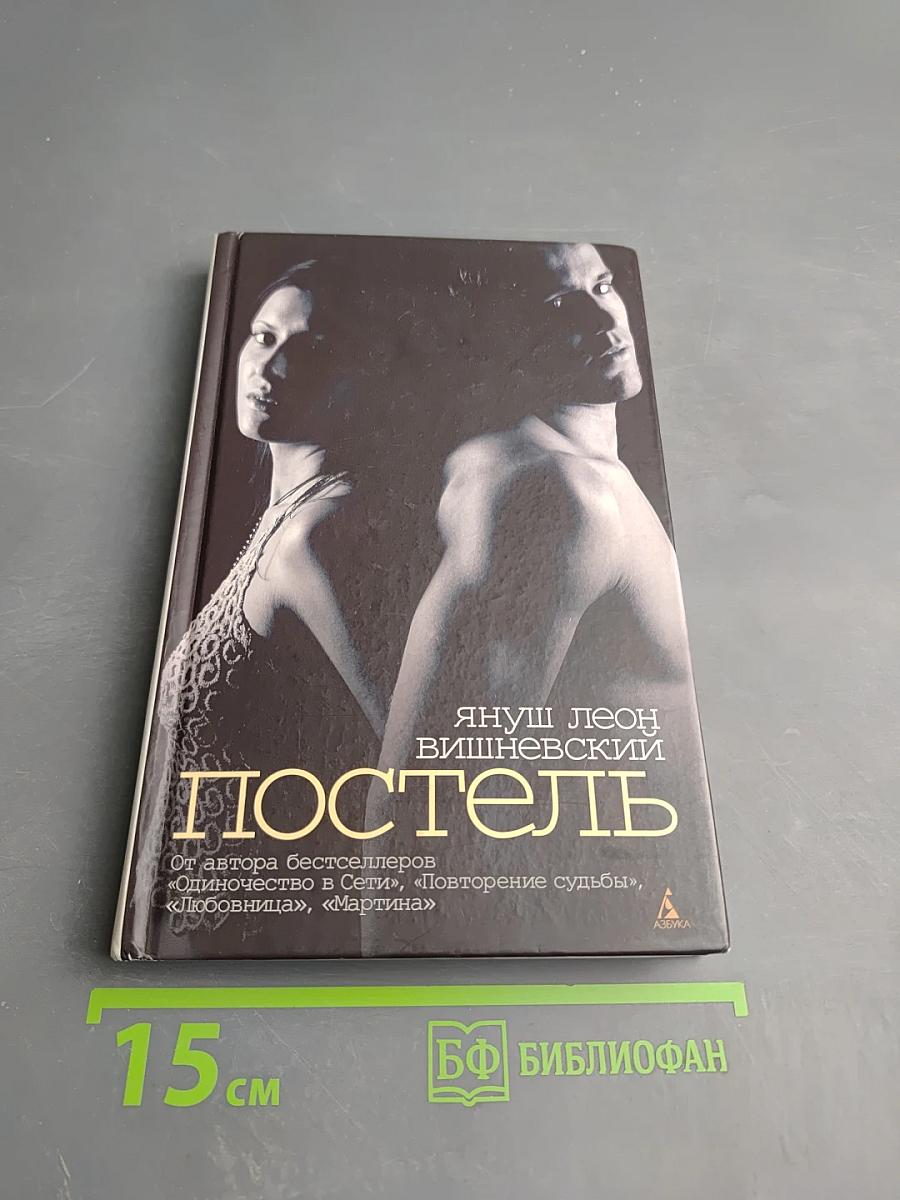 Януш Леон
Вишневский
Постель
От автора бестселлеров
«Одиночество в Сети», «Повторение судьбы»,
«Любовница», «Мартина»
АЗБУКА
15 см
БФ БИБЛИОФАН